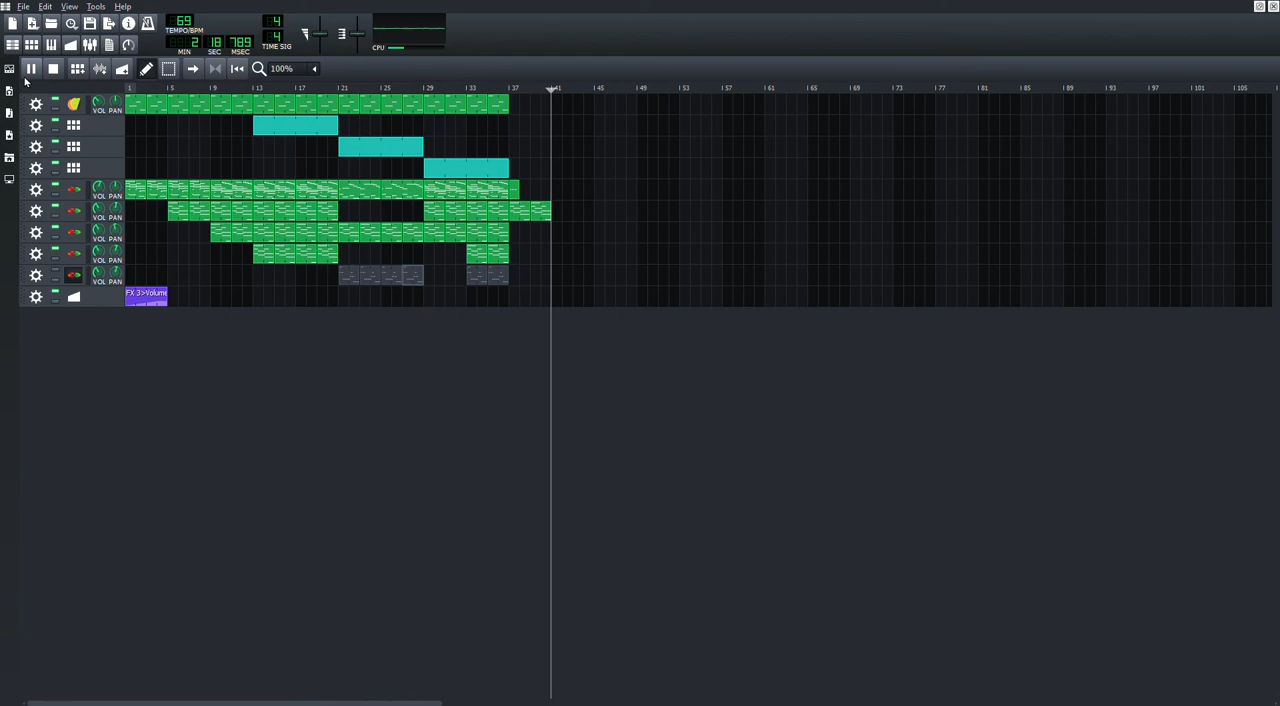 File Edit View Tools Help
69
TEMPO/BPM
4
4
TIME SIG
2 18 789
MIN SEC MSEC
CPU
100%
1 5 9 13 17 21 25 29 33 37 41 45 49 53 57 61 65 69 73 77 81 85 89 93 97 101 105
VOL PAN
VOL PAN
VOL PAN
VOL PAN
VOL PAN
VOL PAN
FX 3>Volume